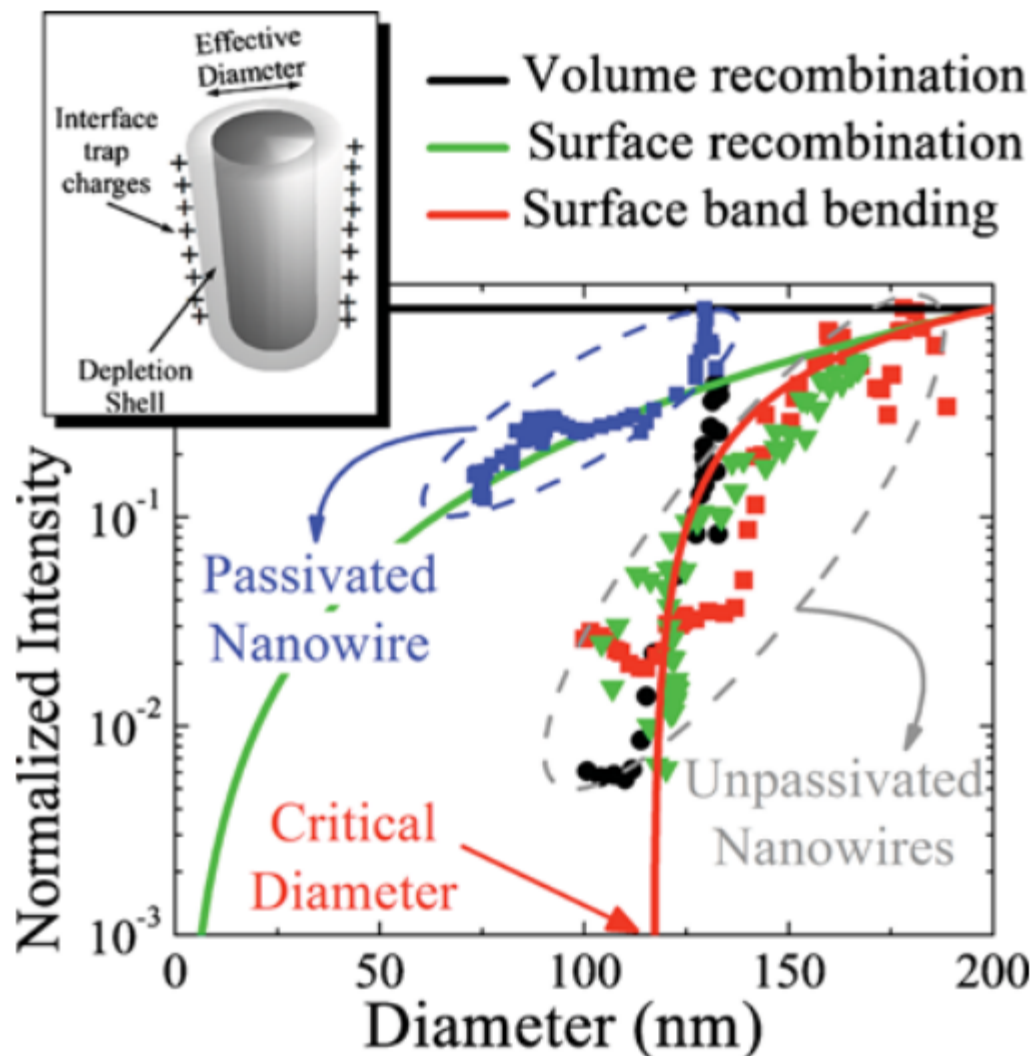 Effective
Diameter
Interface
trap
charges
Depletion
Shell
Volume recombination
Surface recombination
Surface band bending
Normalized Intensity
10-1
10-2
10-3
Passivated
Nanowire
Critical
Diameter
Unpassivated
Nanowires
0 50 100 150 200
Diameter (nm)